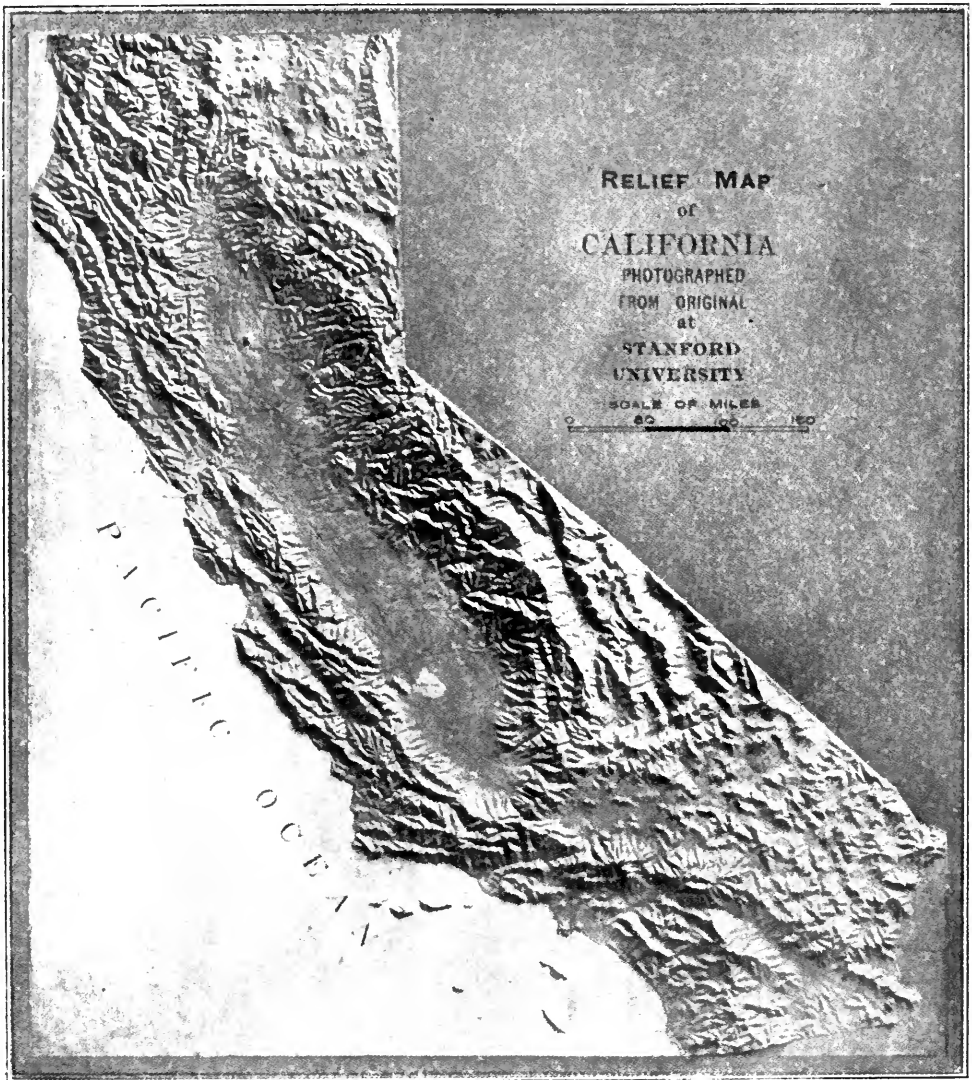 RELIEF MAP
of
CALIFORNIA
PHOTOGRAPHED
FROM ORIGINAL
at
STANFORD
UNIVERSITY
SCALE OF MILES
0 50 100 150
PACIFIC OCEAN